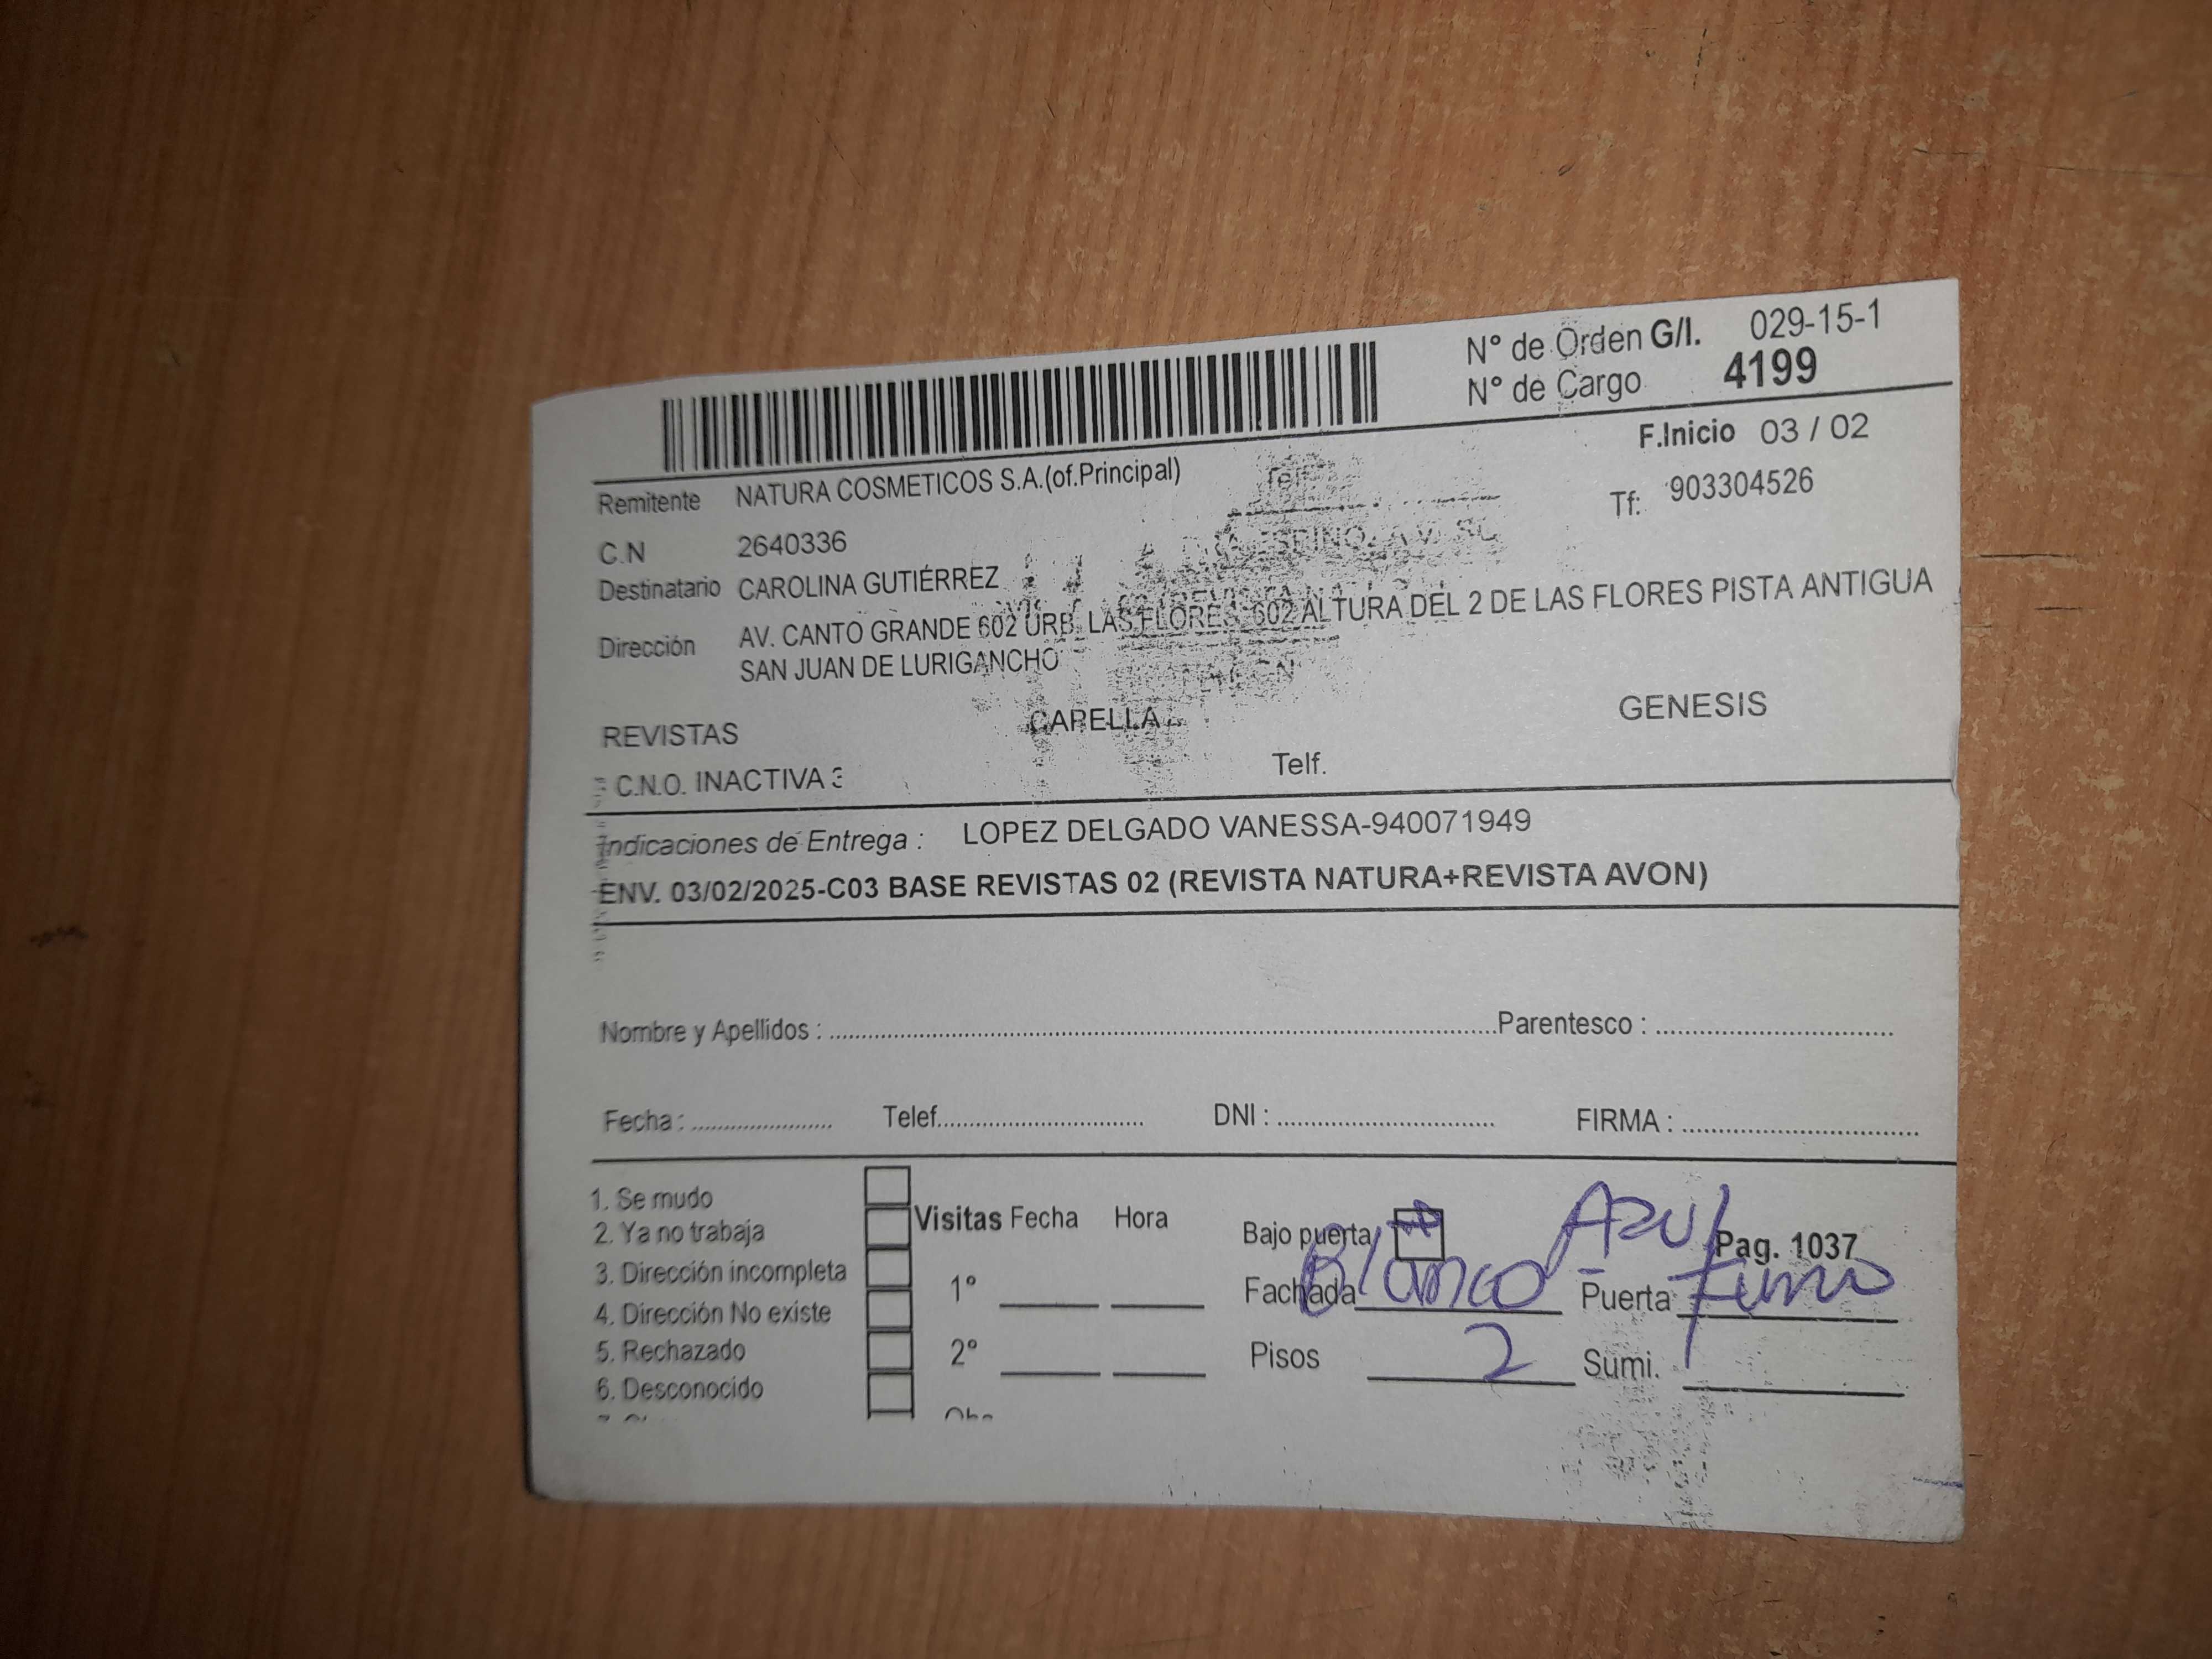 N° de Orden G/I. 029-15-1
N° de Cargo 4199
F.Inicio 03 / 02
Remitente NATURA COSMETICOS S.A.(of.Principal) Telf.
Tf: 903304526
C.N 2640336
Destinatario CAROLINA GUTIÉRREZ
Dirección AV. CANTO GRANDE 602 URB. LAS FLORES, 602 ALTURA DEL 2 DE LAS FLORES PISTA ANTIGUA
SAN JUAN DE LURIGANCHO
REVISTAS CAPELLA GENESIS
C.N.O. INACTIVA 3 Telf.
Indicaciones de Entrega : LOPEZ DELGADO VANESSA-940071949
ENV. 03/02/2025-C03 BASE REVISTAS 02 (REVISTA NATURA+REVISTA AVON)
Nombre y Apellidos : Parentesco :
Fecha : Telef. DNI : FIRMA :
1. Se mudo
2. Ya no trabaja
3. Dirección incompleta
4. Dirección No existe
5. Rechazado
6. Desconocido
Visitas Fecha Hora
1°
2°
Obs
Bajo puerta Azul Pag. 1037
Fachada Blanco - Puerta Fierro
Pisos 2 Sumi.